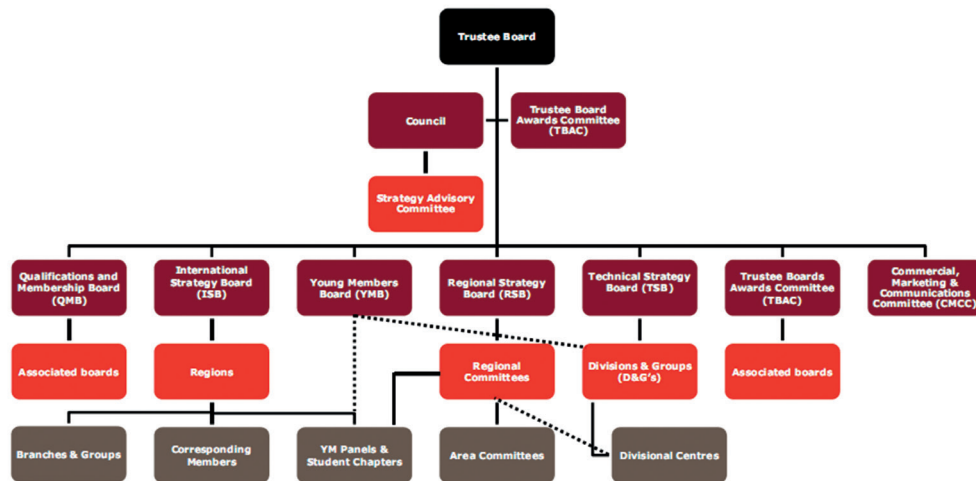 Trustee Board
Council
Trustee Board
Awards Committee
(TBAC)
Strategy Advisory
Committee
Qualifications and
Membership Board
(QMB)
International
Strategy Board
(ISB)
Young Members
Board (YMB)
Regional Strategy
Board (RSB)
Technical Strategy
Board (TSB)
Trustee Boards
Awards Committee
(TBAC)
Commercial,
Marketing &
Communications
Committee (CMCC)
Associated boards
Regions
Regional
Committees
Divisions & Groups
(D&G's)
Associated boards
Branches & Groups
Corresponding
Members
YM Panels &
Student Chapters
Area Committees
Divisional Centres